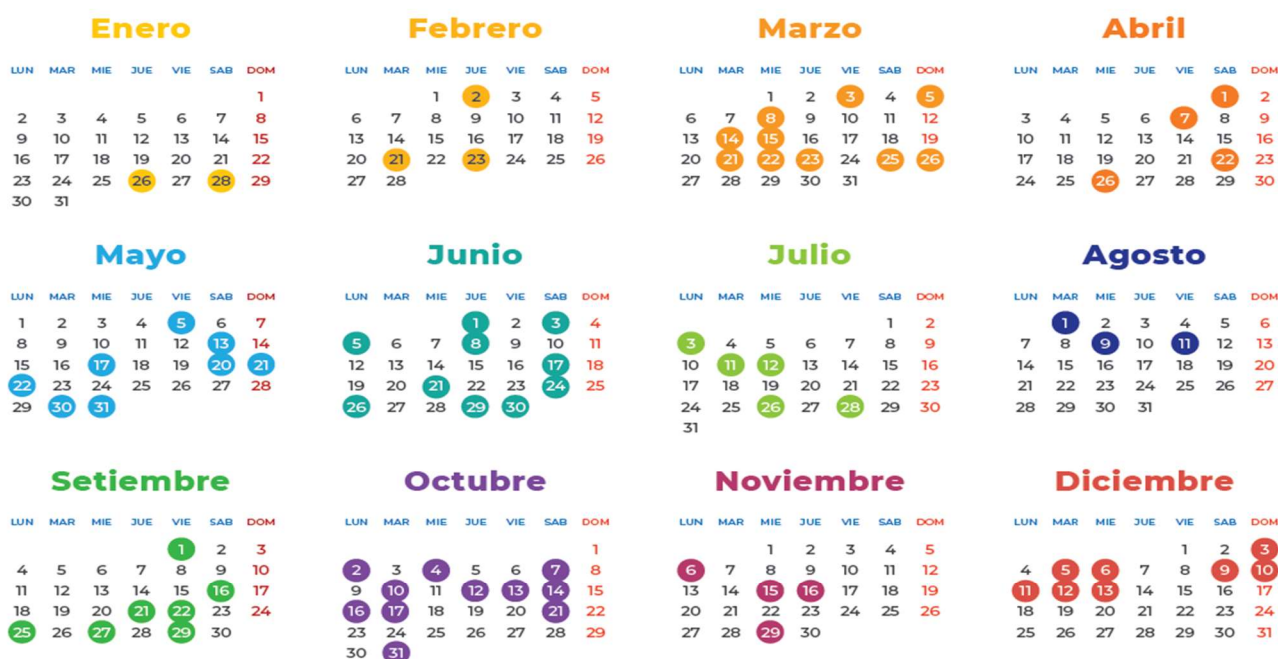 Enero Febrero Marzo Abril
LUN MAR MIE JUE VIE SAB DOM LUN MAR MIE JUE VIE SAB DOM LUN MAR MIE JUE VIE SAB DOM LUN MAR MIE JUE VIE SAB DOM
1 1 2 3 4 5 1 2 3 4 5 1 2
2 3 4 5 6 7 8 6 7 8 9 10 11 12 6 7 8 9 10 11 12 3 4 5 6 7 8 9
9 10 11 12 13 14 15 13 14 15 16 17 18 19 14 13 15 16 17 18 19 10 11 12 13 14 15 16
16 17 18 19 20 21 22 20 21 22 23 24 25 26 20 21 22 23 24 25 26 17 18 19 20 21 22 23
23 24 25 26 27 28 29 27 28 27 28 29 30 31 24 25 26 27 28 29 30
30 31
Mayo Junio Julio Agosto
LUN MAR MIE JUE VIE SAB DOM LUN MAR MIE JUE VIE SAB DOM LUN MAR MIE JUE VIE SAB DOM LUN MAR MIE JUE VIE SAB DOM
1 2 3 4 5 6 7 1 2 3 4 1 2 1 2 3 4 5 6
8 9 10 11 12 13 14 5 6 7 8 9 10 11 3 4 5 6 7 8 9 7 8 9 10 11 12 13
15 16 17 18 19 20 21 12 13 14 15 16 17 18 10 11 12 13 14 15 16 14 15 16 17 18 19 20
22 23 24 25 26 27 28 19 20 21 22 23 24 25 17 18 19 20 21 22 23 21 22 23 24 25 26 27
29 30 31 26 27 28 29 30 24 25 26 27 28 29 30 28 29 30 31
31
Setiembre Octubre Noviembre Diciembre
LUN MAR MIE JUE VIE SAB DOM LUN MAR MIE JUE VIE SAB DOM LUN MAR MIE JUE VIE SAB DOM LUN MAR MIE JUE VIE SAB DOM
1 2 3 1 1 2 3 4 5 1 2 3
4 5 6 7 8 9 10 2 3 4 5 6 7 8 6 7 8 9 10 11 12 4 5 6 7 8 9 10
11 12 13 14 15 16 17 9 10 11 12 13 14 15 13 14 15 16 17 18 19 11 12 13 14 15 16 17
18 19 20 21 22 23 24 16 17 18 19 20 21 22 20 21 22 23 24 25 26 18 19 20 21 22 23 24
25 26 27 28 29 30 23 24 25 26 27 28 29 27 28 29 30 25 26 27 28 29 30 31
30 31